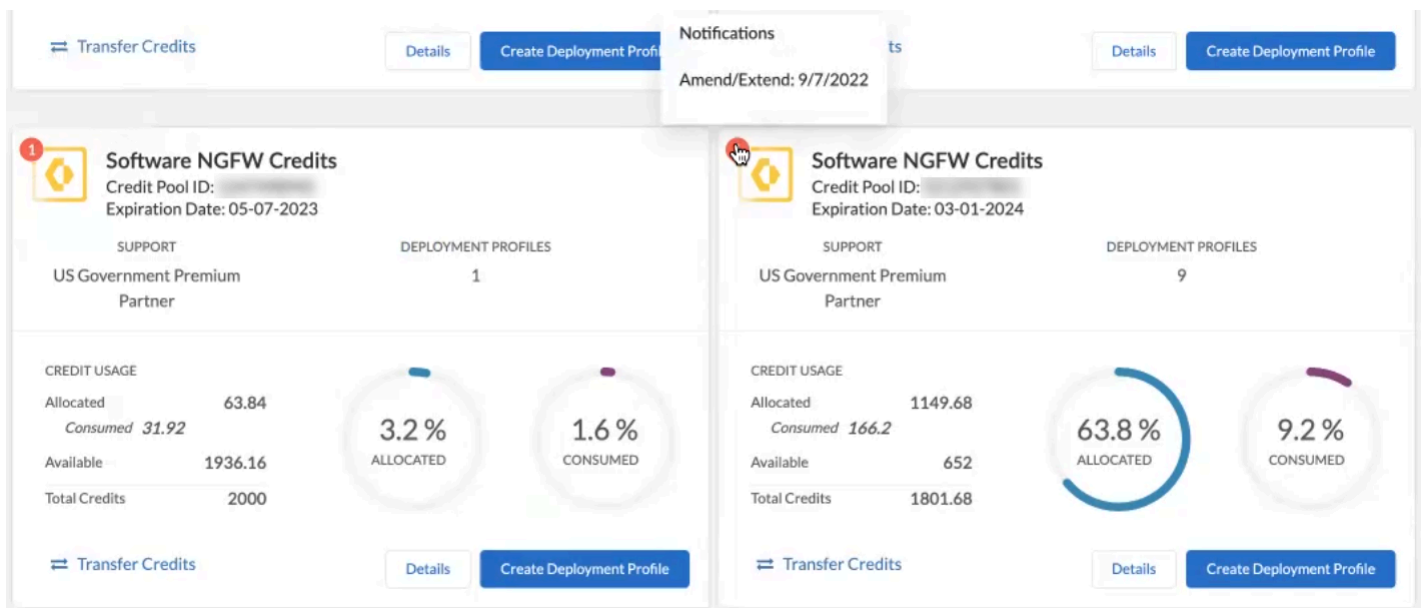 Transfer Credits
Details
Create Deployment Profil
Notifications
Amend/Extend: 9/7/2022
ts
Details
Create Deployment Profile
1
Software NGFW Credits
Credit Pool ID:
Expiration Date: 05-07-2023
SUPPORT
DEPLOYMENT PROFILES
US Government Premium
Partner
1
CREDIT USAGE
Allocated 63.84
Consumed 31.92
Available 1936.16
Total Credits 2000
3.2 %
ALLOCATED
1.6 %
CONSUMED
Transfer Credits
Details
Create Deployment Profile
Software NGFW Credits
Credit Pool ID:
Expiration Date: 03-01-2024
SUPPORT
DEPLOYMENT PROFILES
US Government Premium
Partner
9
CREDIT USAGE
Allocated 1149.68
Consumed 166.2
Available 652
Total Credits 1801.68
63.8 %
ALLOCATED
9.2 %
CONSUMED
Transfer Credits
Details
Create Deployment Profile